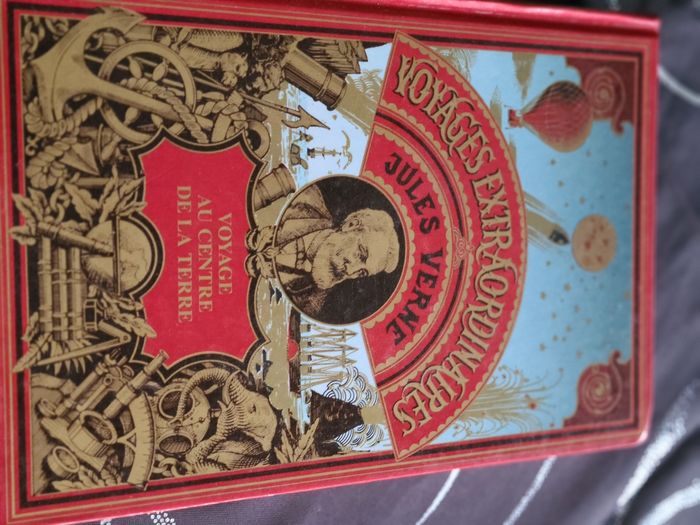 VOYAGES EXTRAORDINAIRES
JULES VERNE
VOYAGE
AU CENTRE
DE LA TERRE